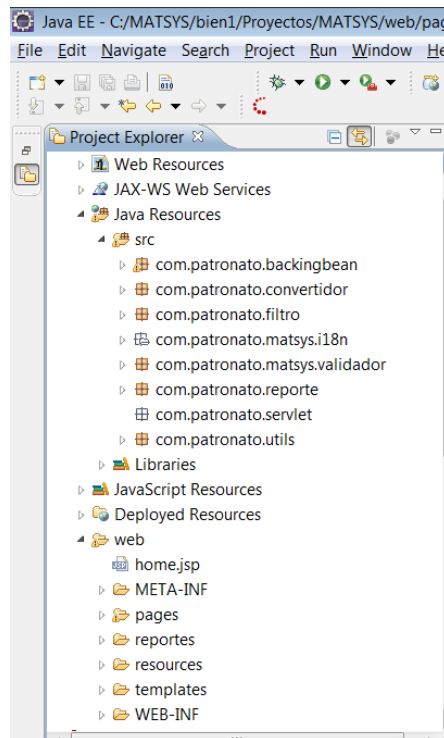 Java EE - C:/MATSYS/bien1/Proyectos/MATSYS/web/pag
File Edit Navigate Search Project Run Window He
010
Project Explorer
Web Resources
JAX-WS Web Services
Java Resources
src
com.patronato.backingbean
com.patronato.convertidor
com.patronato.filtro
com.patronato.matsys.i18n
com.patronato.matsys.validador
com.patronato.reporte
com.patronato.servlet
com.patronato.utils
Libraries
JavaScript Resources
Deployed Resources
web
home.jsp
META-INF
pages
reportes
resources
templates
WEB-INF